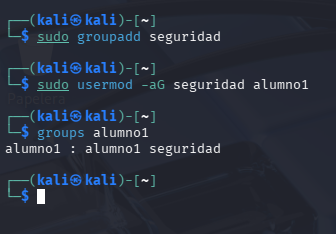 ┌──(kali㉿kali)-[~]
└─$ sudo groupadd seguridad
┌──(kali㉿kali)-[~]
└─$ sudo usermod -aG seguridad alumno1
Papelera
┌──(kali㉿kali)-[~]
└─$ groups alumno1
alumno1 : alumno1 seguridad
┌──(kali㉿kali)-[~]
└─$